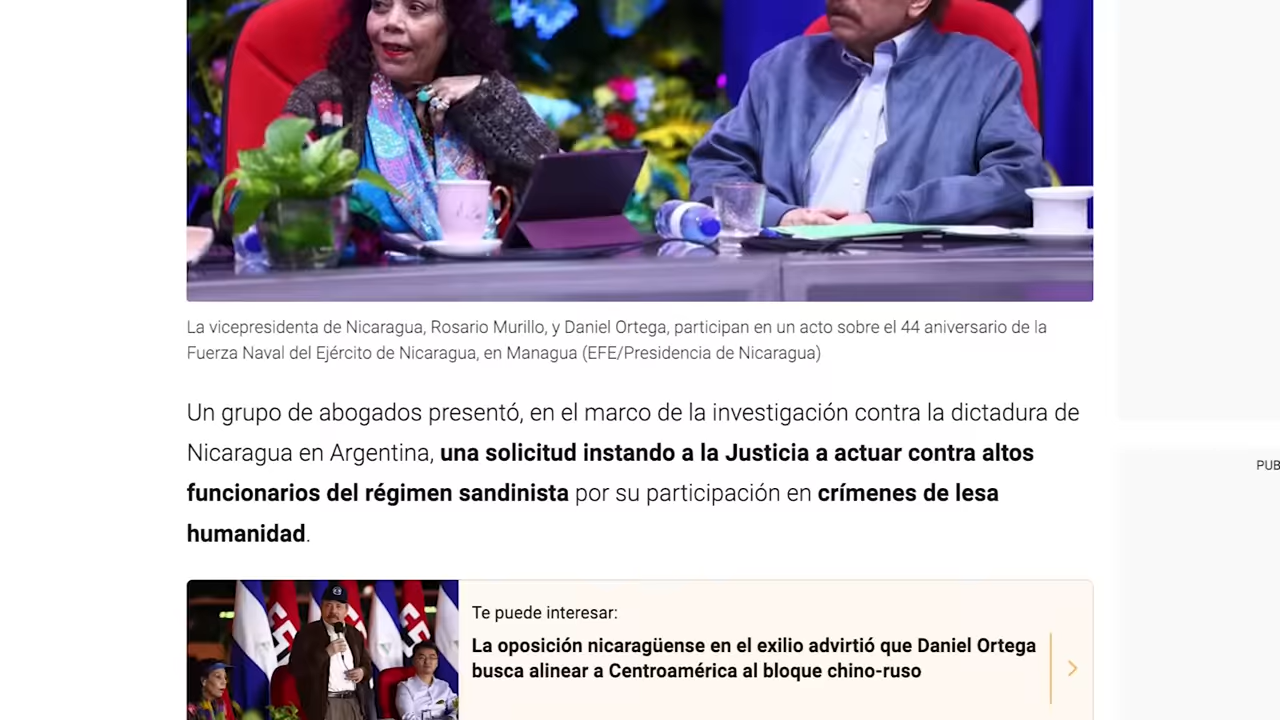 La vicepresidenta de Nicaragua, Rosario Murillo, y Daniel Ortega, participan en un acto sobre el 44 aniversario de la
Fuerza Naval del Ejército de Nicaragua, en Managua (EFE/Presidencia de Nicaragua)
Un grupo de abogados presentó, en el marco de la investigación contra la dictadura de
Nicaragua en Argentina, una solicitud instando a la Justicia a actuar contra altos
funcionarios del régimen sandinista por su participación en crímenes de lesa
humanidad.
PUB
Te puede interesar:
La oposición nicaragüense en el exilio advirtió que Daniel Ortega
busca alinear a Centroamérica al bloque chino-ruso